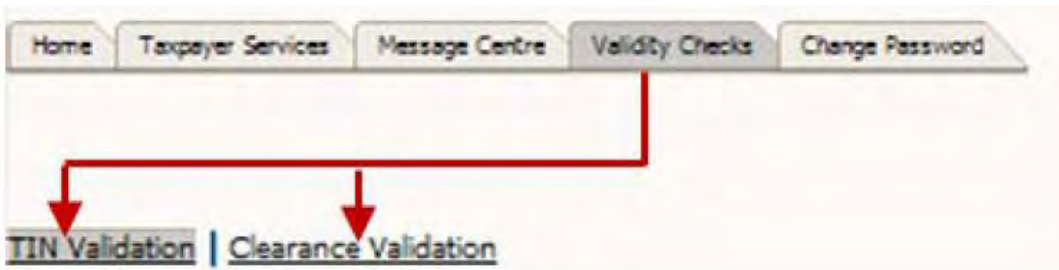 Home Taxpayer Services Message Centre Validity Checks Change Password
TIN Validation | Clearance Validation